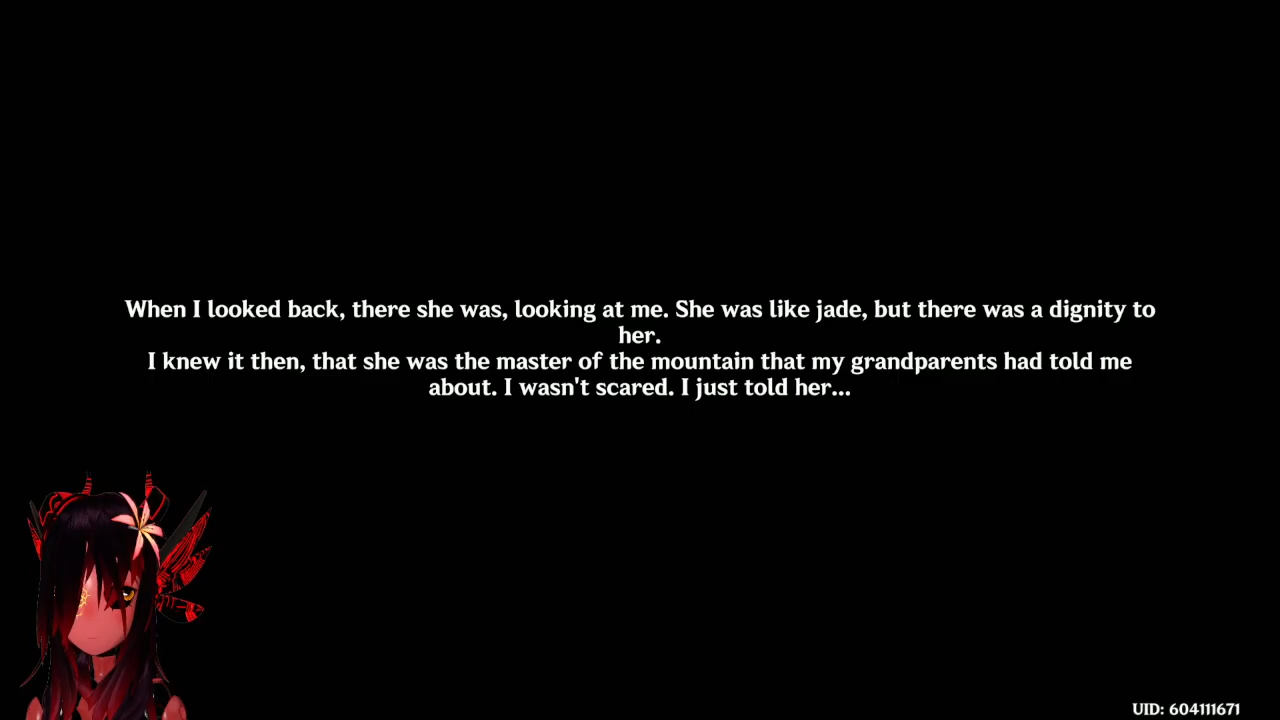 When I looked back, there she was, looking at me. She was like jade, but there was a dignity to
her.
I knew it then, that she was the master of the mountain that my grandparents had told me
about. I wasn't scared. I just told her...
UID: 604111671